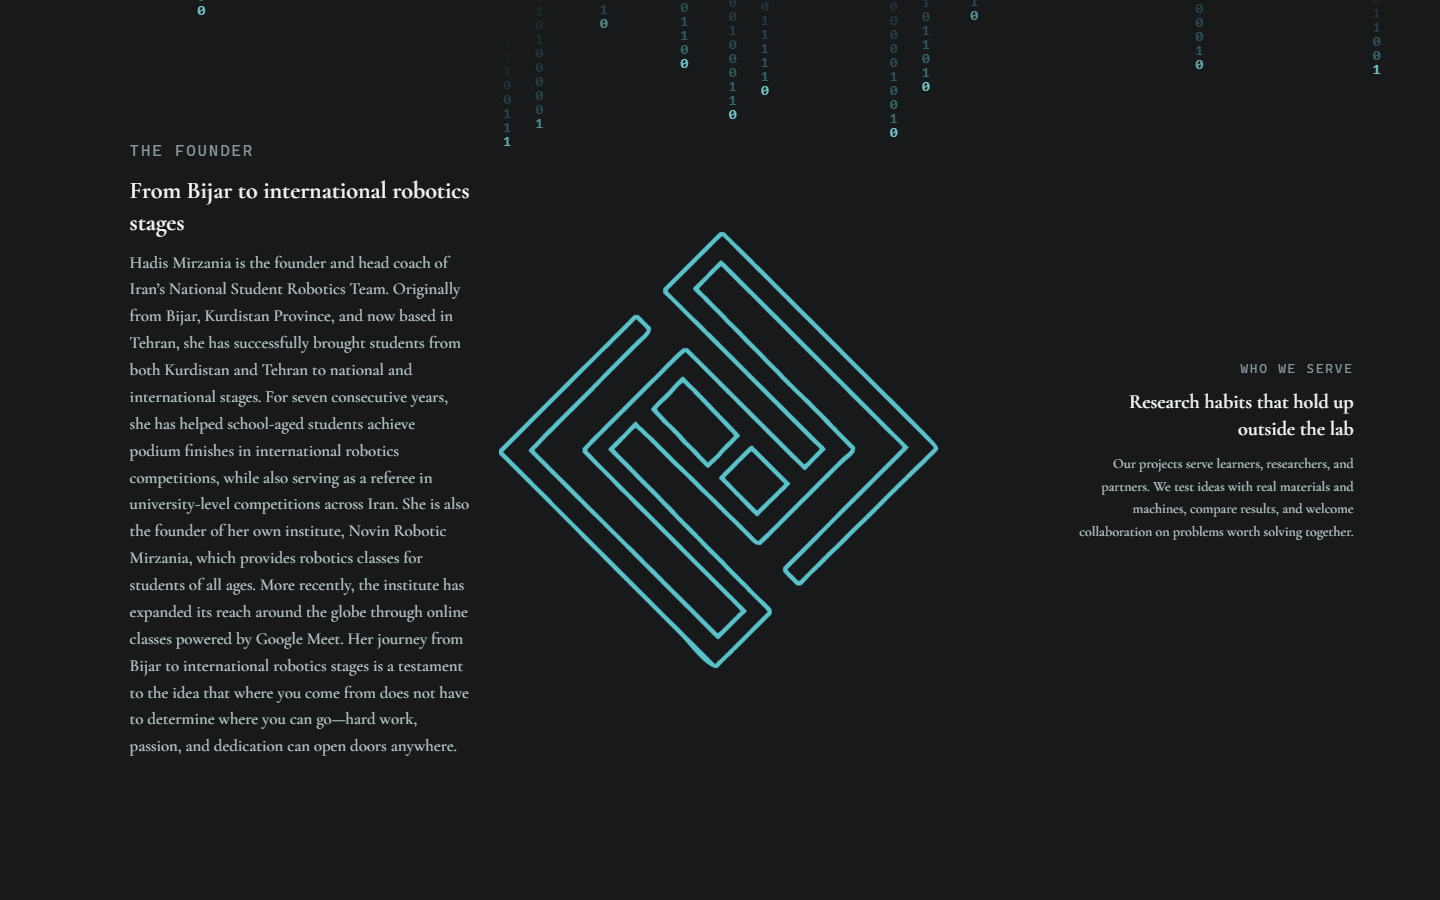 THE FOUNDER
From Bijar to international robotics
stages
Hadis Mirzania is the founder and head coach of
Iran’s National Student Robotics Team. Originally
from Bijar, Kurdistan Province, and now based in
Tehran, she has successfully brought students from
both Kurdistan and Tehran to national and
international stages. For seven consecutive years,
she has helped school-aged students achieve
podium finishes in international robotics
competitions, while also serving as a referee in
university-level competitions across Iran. She is also
the founder of her own institute, Novin Robotic
Mirzania, which provides robotics classes for
students of all ages. More recently, the institute has
expanded its reach around the globe through online
classes powered by Google Meet. Her journey from
Bijar to international robotics stages is a testament
to the idea that where you come from does not have
to determine where you can go—hard work,
passion, and dedication can open doors anywhere.
WHO WE SERVE
Research habits that hold up
outside the lab
Our projects serve learners, researchers, and
partners. We test ideas with real materials and
machines, compare results, and welcome
collaboration on problems worth solving together.